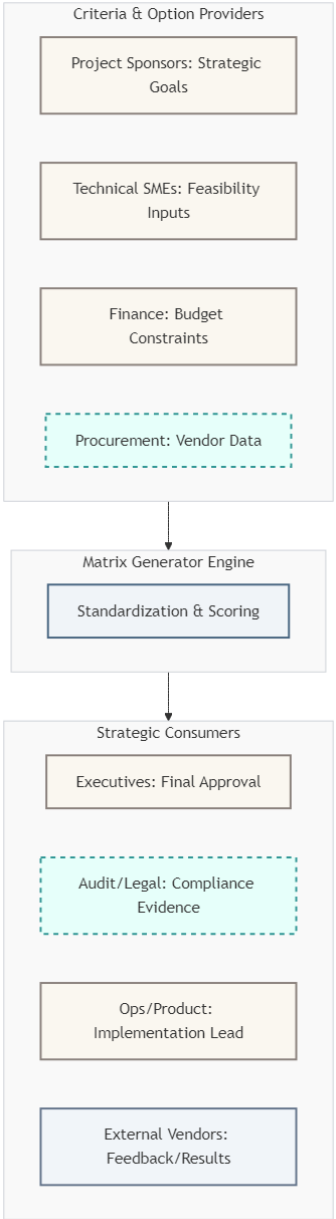 Criteria & Option Providers
Project Sponsors: Strategic
Goals
Technical SMEs: Feasibility
Inputs
Finance: Budget
Constraints
Procurement: Vendor Data
Matrix Generator Engine
Standardization & Scoring
Strategic Consumers
Executives: Final Approval
Audit/Legal: Compliance
Evidence
Ops/Product:
Implementation Lead
External Vendors:
Feedback/Results